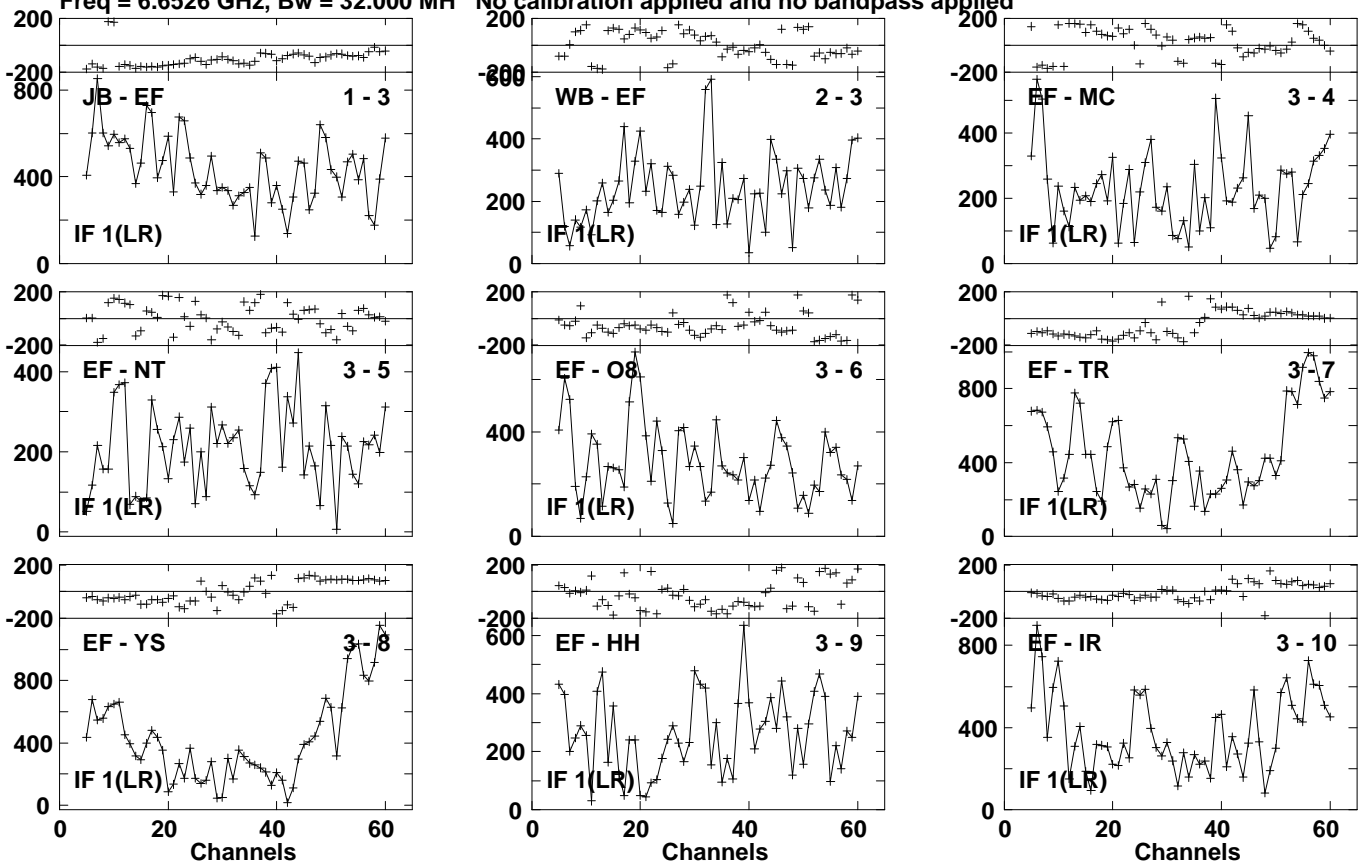 Freq = 6.6526 GHz, Bw = 32.000 MH No calibration applied and no bandpass applied
-200
800
400
0
JB - EF 1 - 3
IF 1(LR)
-200
600
400
200
0
WB - EF 2 - 3
IF 1(LR)
-200
400
200
0
EF - MC 3 - 4
IF 1(LR)
200
-200
400
200
0
EF - NT 3 - 5
IF 1(LR)
200
-200
400
0
EF - O8 3 - 6
IF 1(LR)
200
-200
800
400
0
EF - TR 3 - 7
IF 1(LR)
200
-200
800
400
0
EF - YS 3 - 8
IF 1(LR)
0 20 40 60
Channels
200
-200
600
400
200
0
EF - HH 3 - 9
IF 1(LR)
0 20 40 60
Channels
200
-200
800
400
0
EF - IR 3 - 10
IF 1(LR)
0 20 40 60
Channels